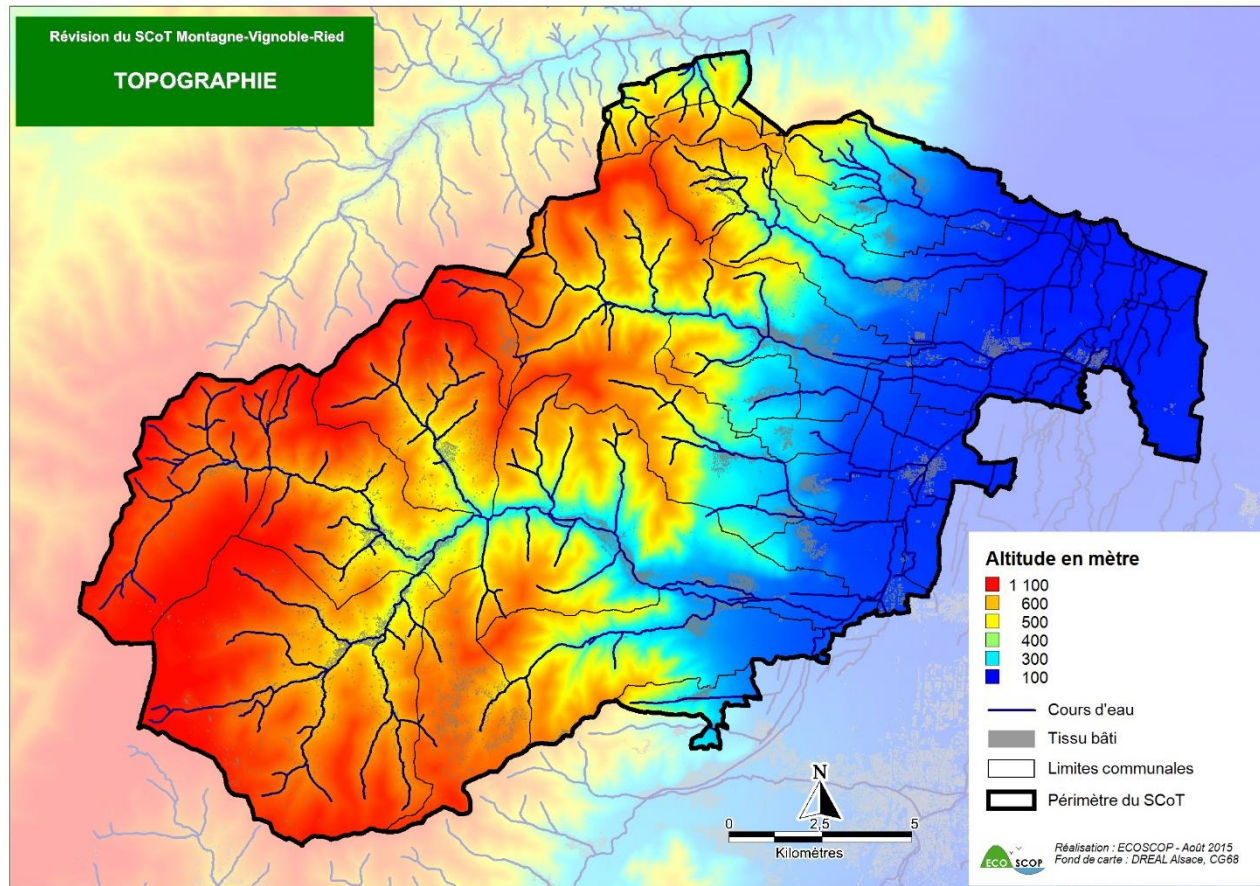 Révision du SCoT Montagne-Vignoble-Ried
TOPOGRAPHIE
Altitude en mètre
1 100
600
500
400
300
100
Cours d'eau
Tissu bâti
Limites communales
Périmètre du SCoT
N
0 2,5 5
Kilomètres
ECO SCOP
Réalisation : ECOSCOP - Août 2015
Fond de carte : DREAL Alsace, CG68